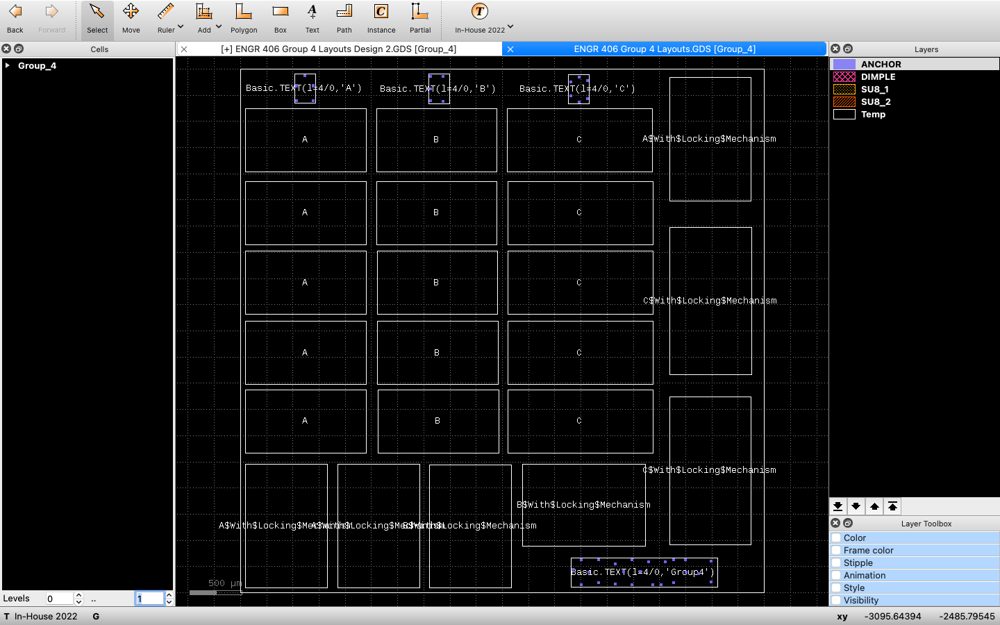 Back Forward Select Move Ruler Add Polygon Box Text Path Instance Partial In-House 2022
Cells
[+] ENGR 406 Group 4 Layouts Design 2.GDS [Group_4]
ENGR 406 Group 4 Layouts.GDS [Group_4]
Layers
Group_4
ANCHOR
DIMPLE
SU8_1
SU8_2
Temp
Basic.TEXT(l=4/0,'A') Basic.TEXT(l=4/0,'B') Basic.TEXT(l=4/0,'C')
A B C
A$With$Locking$Mechanism
A B C
A B C
C$With$Locking$Mechanism
A B C
A B C
C$With$Locking$Mechanism
B$With$Locking$Mechanism
A$With$Locking$Mechanism A$With$Locking$Mechanism B$With$Locking$Mechanism
Basic.TEXT(l=4/0,'Group4')
500 µm
Layer Toolbox
Color
Frame color
Stipple
Animation
Style
Visibility
Levels 0 .. 1
T In-House 2022 G
xy -3095.64394 -2485.79545